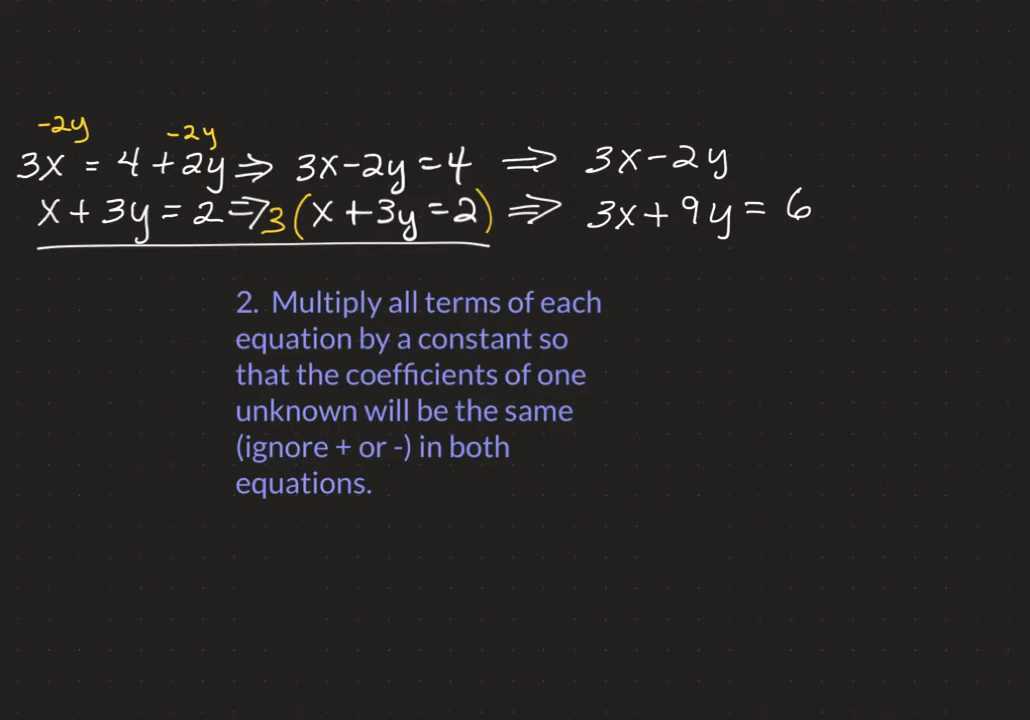 -2y -2y
3x = 4 + 2y ⇒ 3x - 2y = 4 ⇒ 3x - 2y
x + 3y = 2 ⇒ 3(x + 3y = 2) ⇒ 3x + 9y = 6
2. Multiply all terms of each
equation by a constant so
that the coefficients of one
unknown will be the same
(ignore + or -) in both
equations.